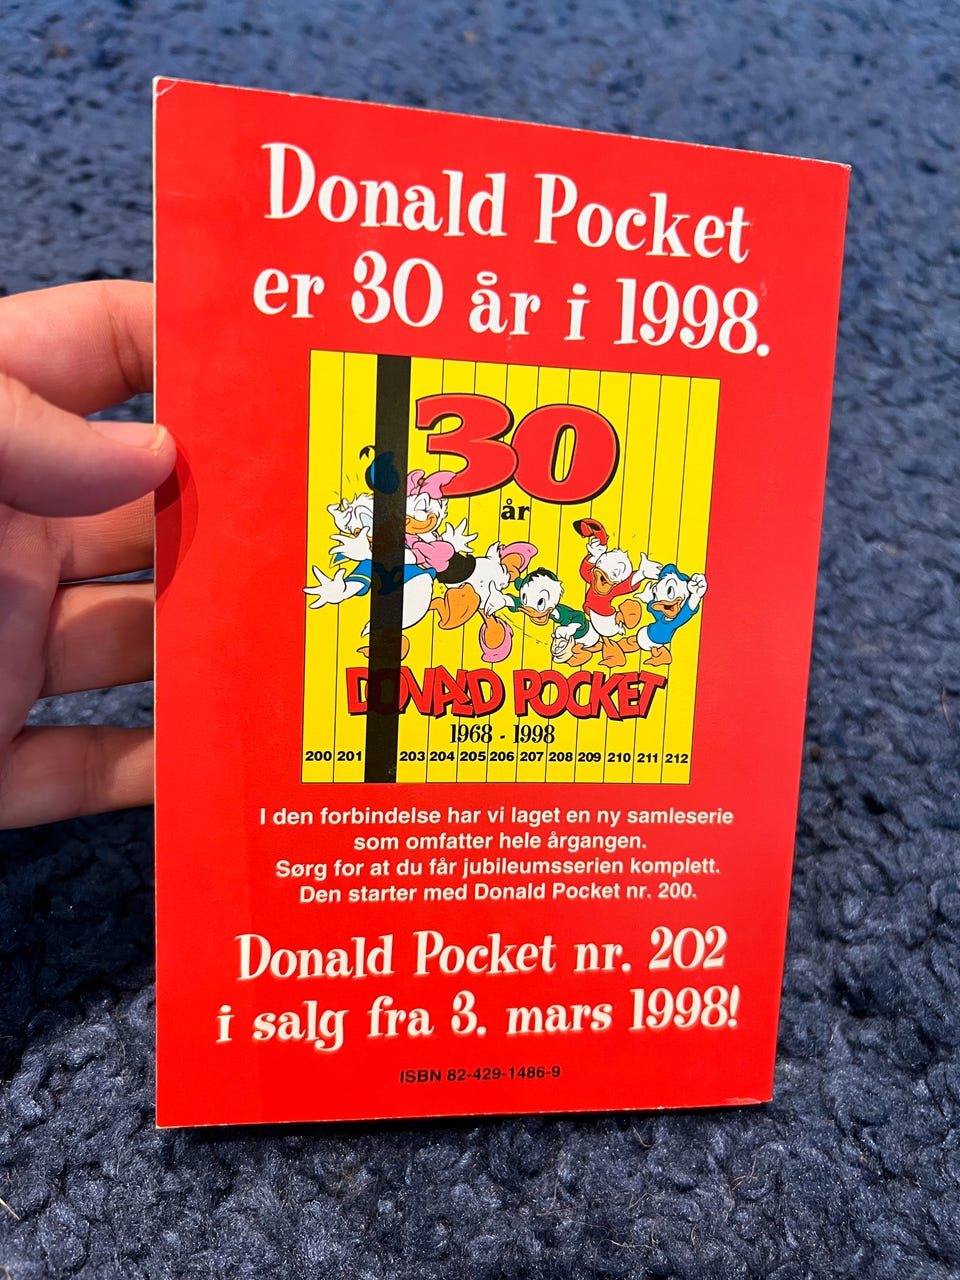 Donald Pocket
er 30 år i 1998.
30
år
DONALD POCKET
1968 - 1998
200 201 203 204 205 206 207 208 209 210 211 212
I den forbindelse har vi laget en ny samleserie
som omfatter hele årgangen.
Sørg for at du får jubileumsserien komplett.
Den starter med Donald Pocket nr. 200.
Donald Pocket nr. 202
i salg fra 3. mars 1998!
ISBN 82-429-1486-9